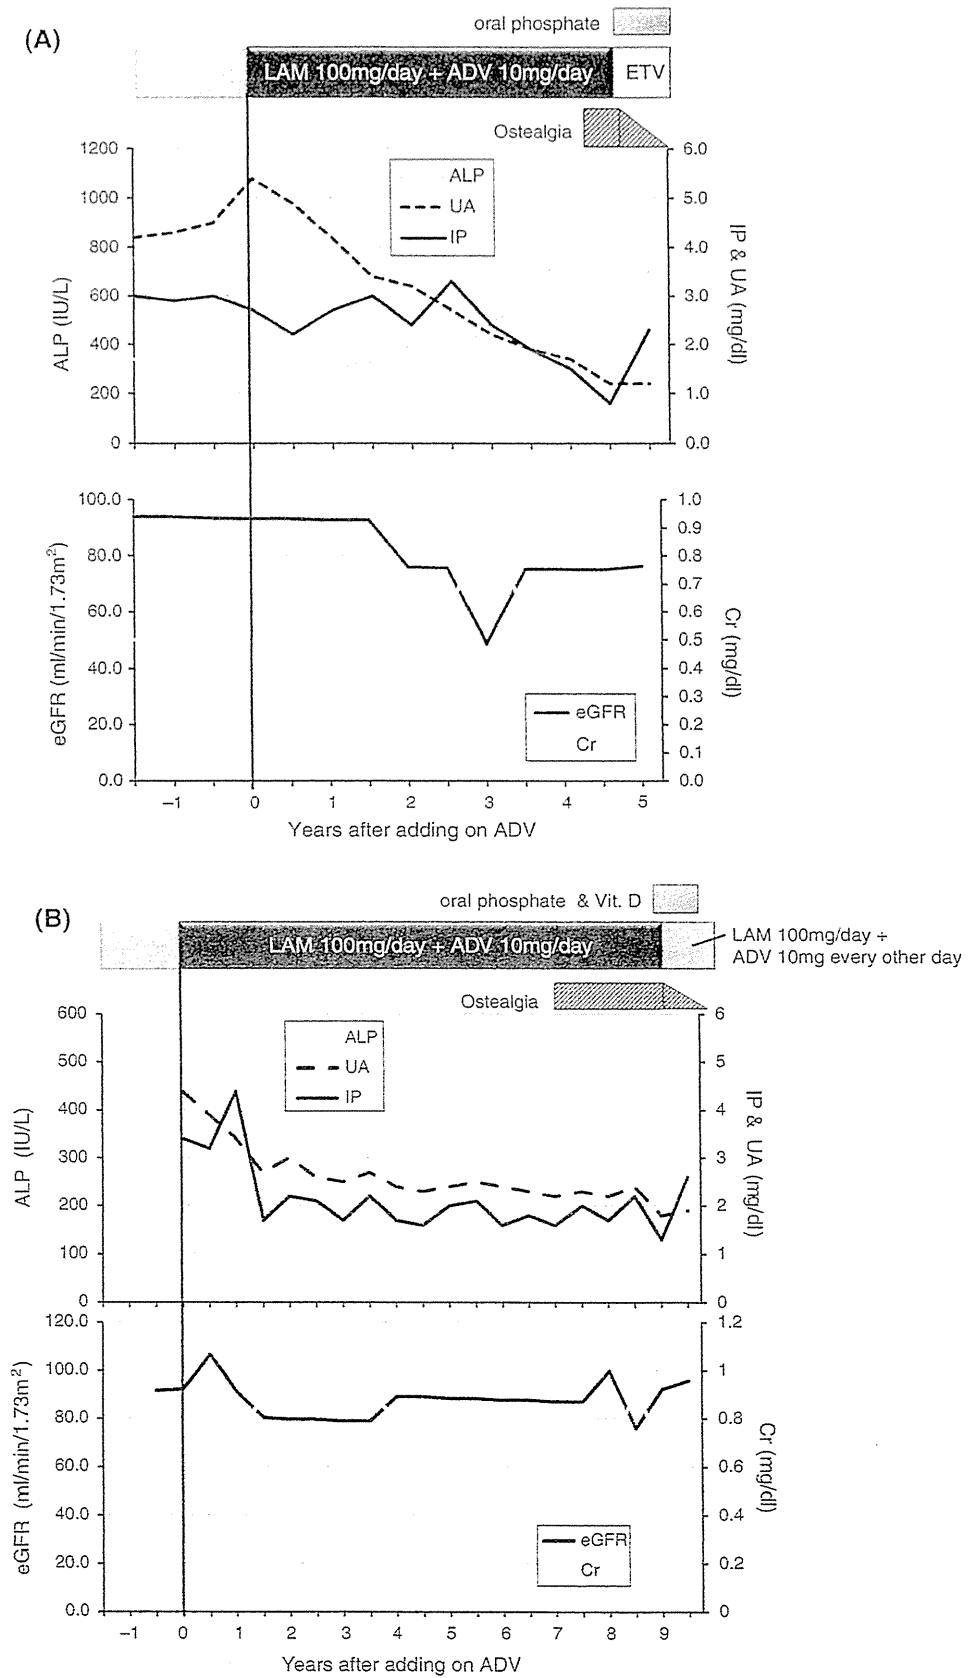 (A)
oral phosphate
LAM 100mg/day + ADV 10mg/day
ETV
Ostealgia
1200
1000
800
600
400
200
0
ALP (IU/L)
ALP
UA
IP
6.0
5.0
4.0
3.0
2.0
1.0
0.0
IP & UA (mg/dl)
100.0
80.0
60.0
40.0
20.0
0.0
eGFR (ml/min/1.73m²)
eGFR
Cr
1.0
0.9
0.8
0.7
0.6
0.5
0.4
0.3
0.2
0.1
0.0
Cr (mg/dl)
–1 0 1 2 3 4 5
Years after adding on ADV
(B)
oral phosphate & Vit. D
LAM 100mg/day + ADV 10mg/day
LAM 100mg/day +
ADV 10mg every other day
Ostealgia
600
500
400
300
200
100
0
ALP (IU/L)
ALP
UA
IP
6
5
4
3
2
1
0
IP & UA (mg/dl)
120.0
100.0
80.0
60.0
40.0
20.0
0.0
eGFR (ml/min/1.73m²)
eGFR
Cr
1.2
1
0.8
0.6
0.4
0.2
0
Cr (mg/dl)
–1 0 1 2 3 4 5 6 7 8 9
Years after adding on ADV